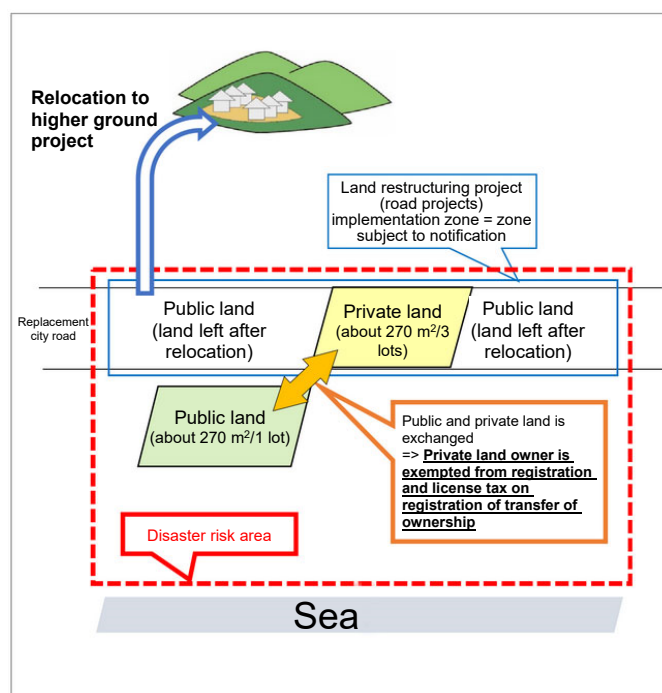 Relocation to
higher ground
project
Land restructuring project
(road projects)
implementation zone = zone
subject to notification
Replacement
city road
Public land
(land left after
relocation)
Private land
(about 270 m²/3
lots)
Public land
(land left after
relocation)
Public land
(about 270 m²/1 lot)
Public and private land is
exchanged
=> Private land owner is
exempted from registration
and license tax on
registration of transfer of
ownership
Disaster risk area
Sea